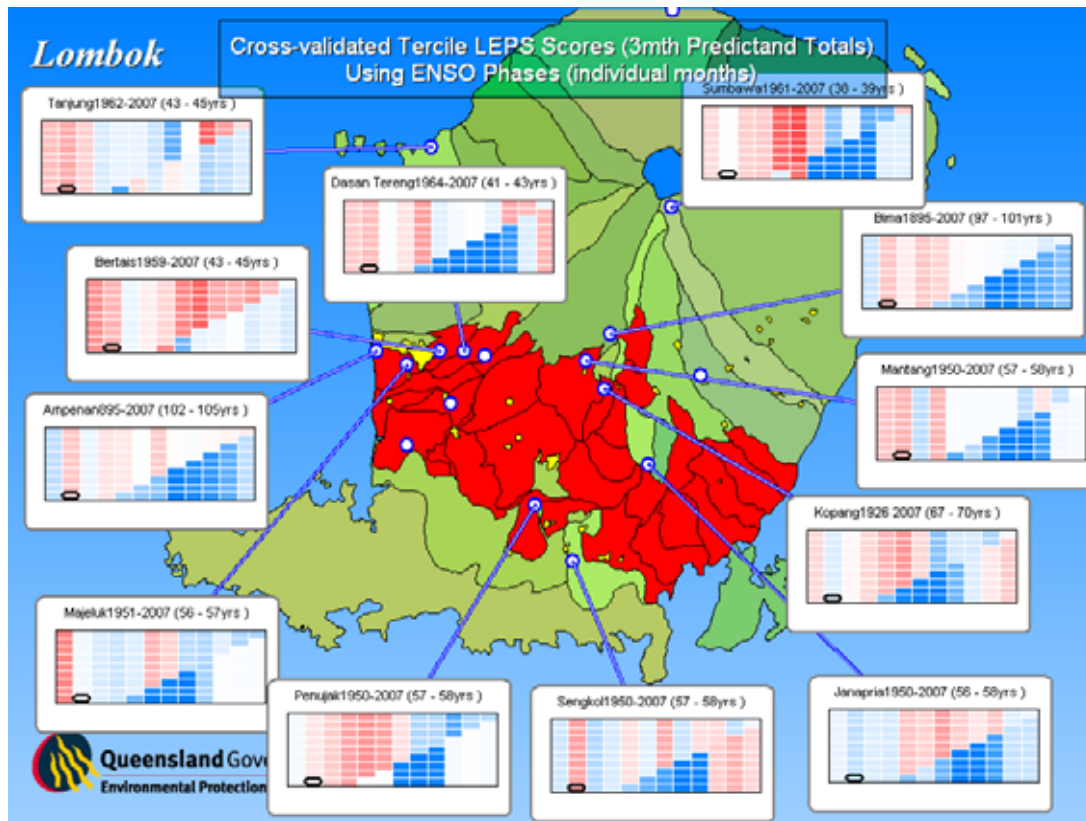 Lombok
Cross-validated Tercile LEPS Scores (3mth Predictand Totals)
Using ENSO Phases (individual months)
Tanjung1962-2007 (43 - 45yrs )
Sumbawa1961-2007 (38 - 39yrs )
Dasan Tereng1964-2007 (41 - 43yrs )
Bima1895-2007 (97 - 101yrs )
Bertais1959-2007 (43 - 45yrs )
Mantang1950-2007 (57 - 58yrs )
Ampenan895-2007 (102 - 105yrs )
Kopang1926 2007 (67 - 70yrs )
Majeluk1951-2007 (56 - 57yrs )
Penujak1950-2007 (57 - 58yrs )
Sengkol1950-2007 (57 - 58yrs )
Janapria1950-2007 (56 - 58yrs )
Queensland Gove
Environmental Protection